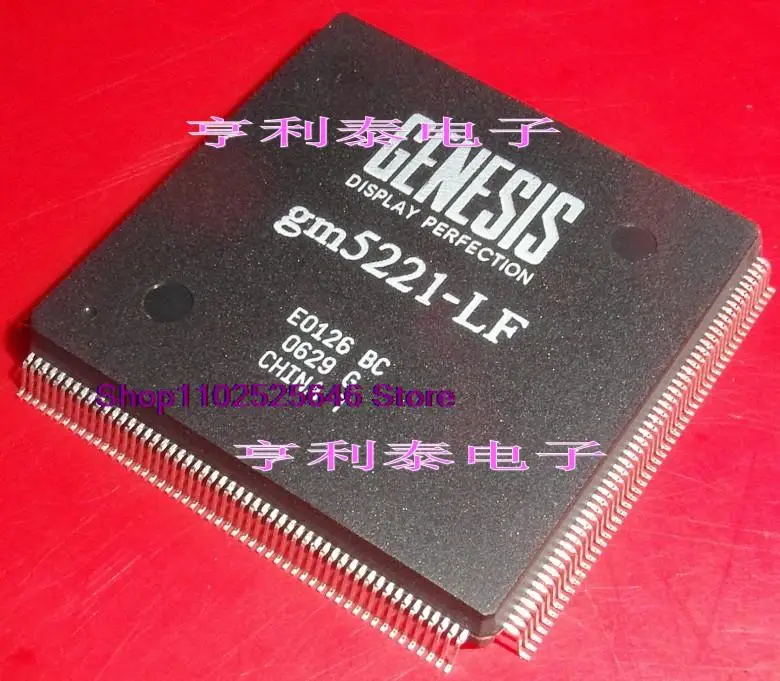 亨利泰电子
GENESIS
DISPLAY PERFECTION
gm5221-LF
E0126 BC
0629 G
Shop1102525646 Store
亨利泰电子